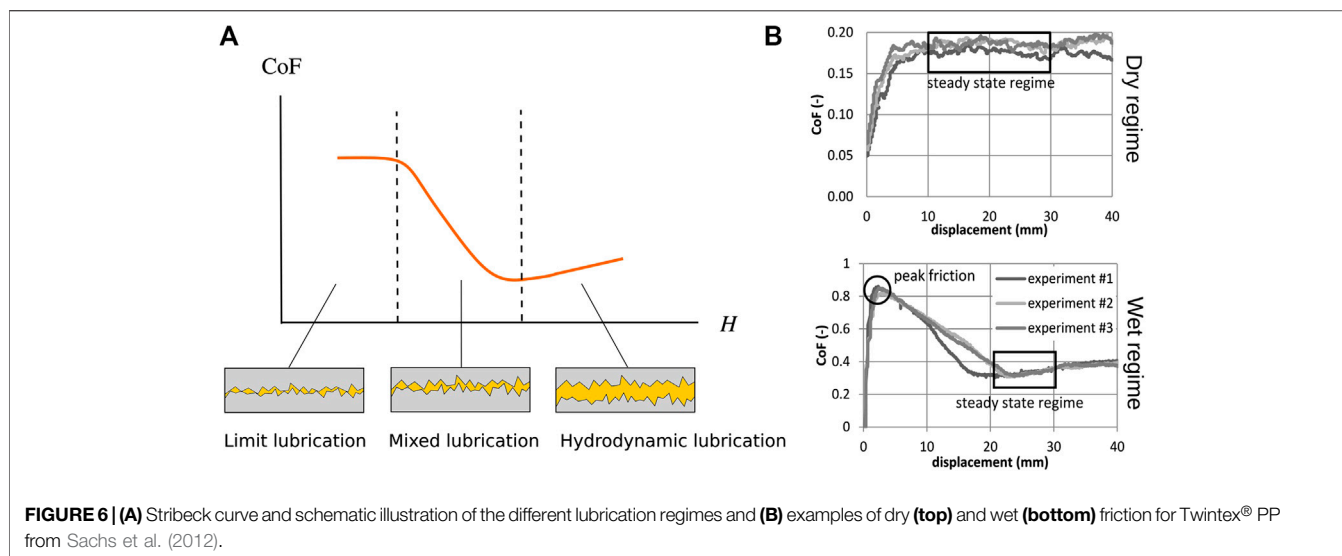 A
CoF
H
Limit lubrication
Mixed lubrication
Hydrodynamic lubrication
B
0.20
0.15
0.10
0.05
0.00
CoF (-)
steady state regime
0
10
20
30
40
displacement (mm)
Dry regime
1
0.8
0.6
0.4
0.2
0
CoF (-)
peak friction
experiment #1
experiment #2
experiment #3
steady state regime
0
10
20
30
40
displacement (mm)
Wet regime
FIGURE 6 | (A) Stribeck curve and schematic illustration of the different lubrication regimes and (B) examples of dry (top) and wet (bottom) friction for Twintex® PP
from Sachs et al. (2012).